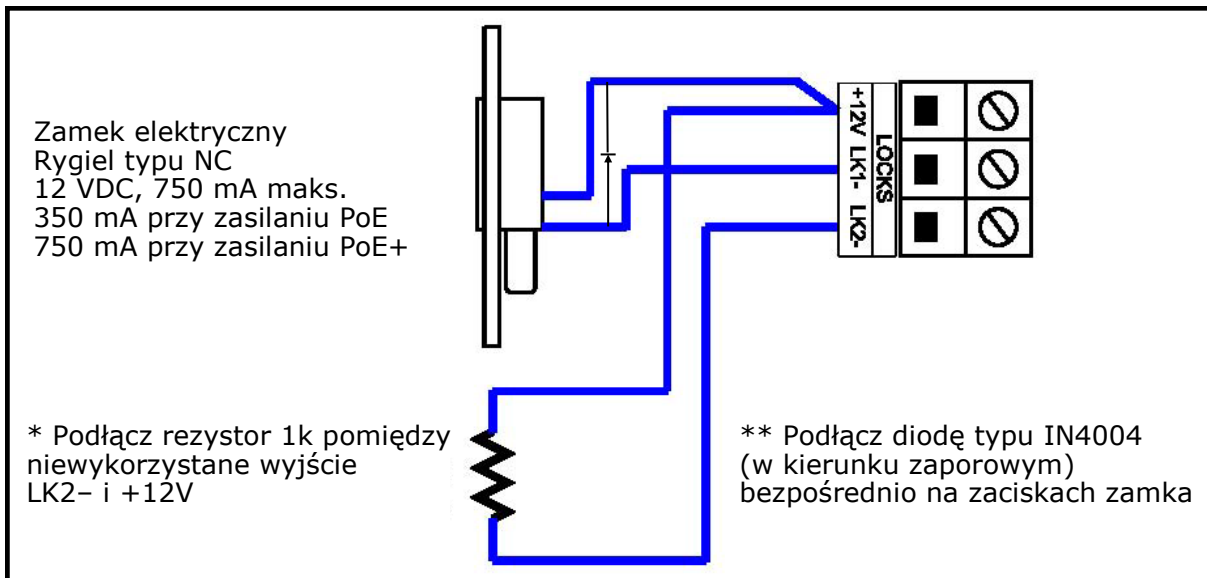 Zamek elektryczny
Rygiel typu NC
12 VDC, 750 mA maks.
350 mA przy zasilaniu PoE
750 mA przy zasilaniu PoE+
+12V LK1- LK2-
LOCKS
* Podłącz rezystor 1k pomiędzy
niewykorzystane wyjście
LK2– i +12V
** Podłącz diodę typu IN4004
(w kierunku zaporowym)
bezpośrednio na zaciskach zamka